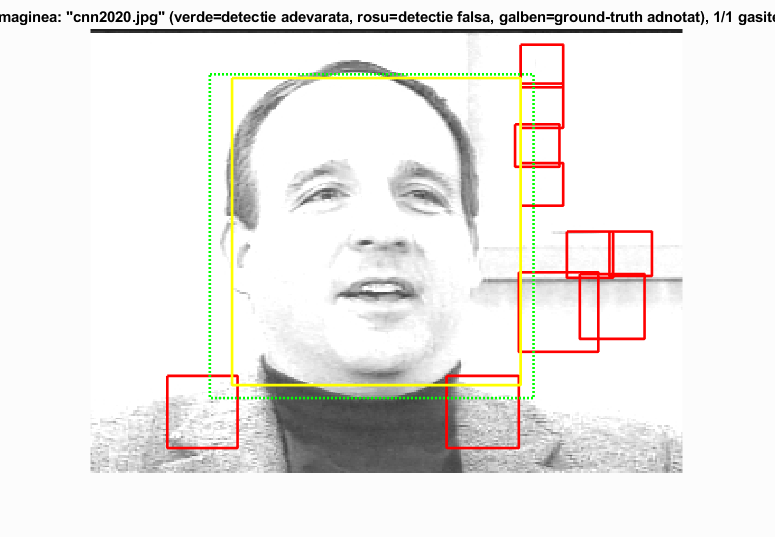 maginea: "cnn2020.jpg" (verde=detectie adevarata, rosu=detectie falsa, galben=ground-truth adnotat), 1/1 gasite